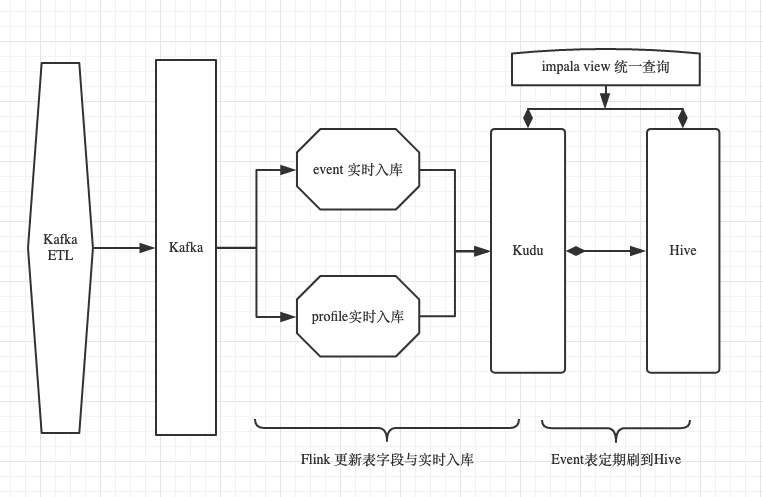 impala view 统一查询
Kafka
ETL
Kafka
event 实时入库
profile实时入库
Kudu
Hive
Flink 更新表字段与实时入库
Event表定期刷到Hive